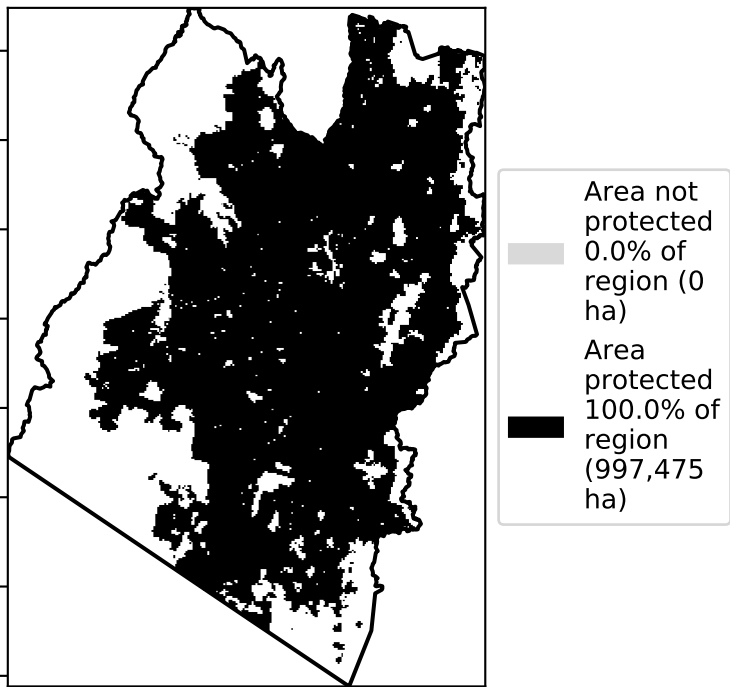 Area not
protected
0.0% of
region (0
ha)
Area
protected
100.0% of
region
(997,475
ha)